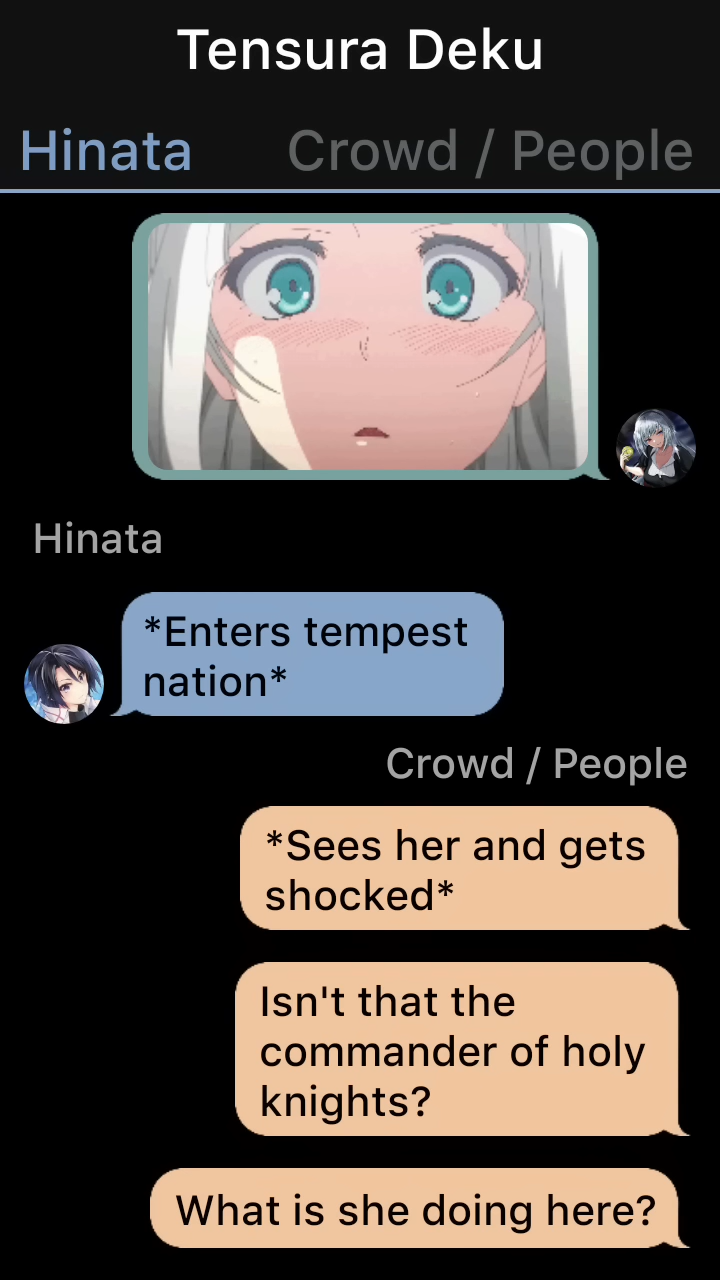 Tensura Deku
Hinata
Crowd / People
Hinata
*Enters tempest
nation*
Crowd / People
*Sees her and gets
shocked*
Isn't that the
commander of holy
knights?
What is she doing here?